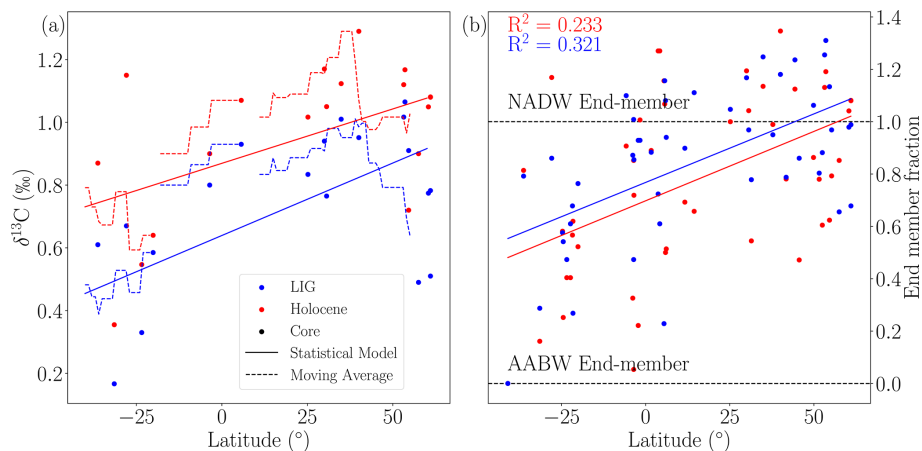 (a)
δ¹³C (‰)
1.2
1.0
0.8
0.6
0.4
0.2
LIG
Holocene
Core
Statistical Model
Moving Average
−25
0
25
50
Latitude (°)
(b)
R² = 0.233
R² = 0.321
NADW End-member
AABW End-member
1.4
1.2
1.0
0.8
0.6
0.4
0.2
0.0
End member fraction
−25
0
25
50
Latitude (°)